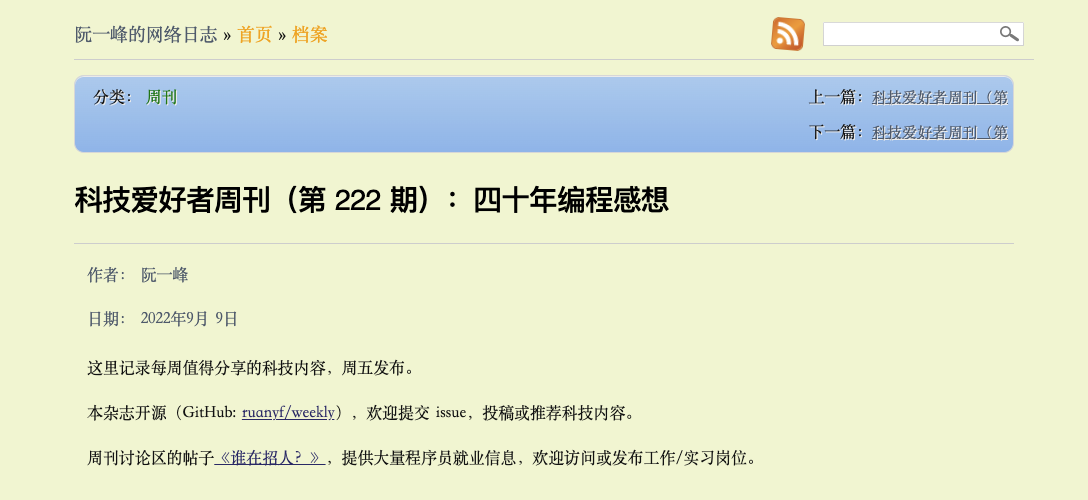 阮一峰的网络日志 » 首页 » 档案
分类： 周刊
上一篇：科技爱好者周刊（第
下一篇：科技爱好者周刊（第
科技爱好者周刊（第 222 期）：四十年编程感想
作者： 阮一峰
日期： 2022年9月 9日
这里记录每周值得分享的科技内容，周五发布。
本杂志开源（GitHub: ruanyf/weekly），欢迎提交 issue，投稿或推荐科技内容。
周刊讨论区的帖子《谁在招人？》，提供大量程序员就业信息，欢迎访问或发布工作/实习岗位。